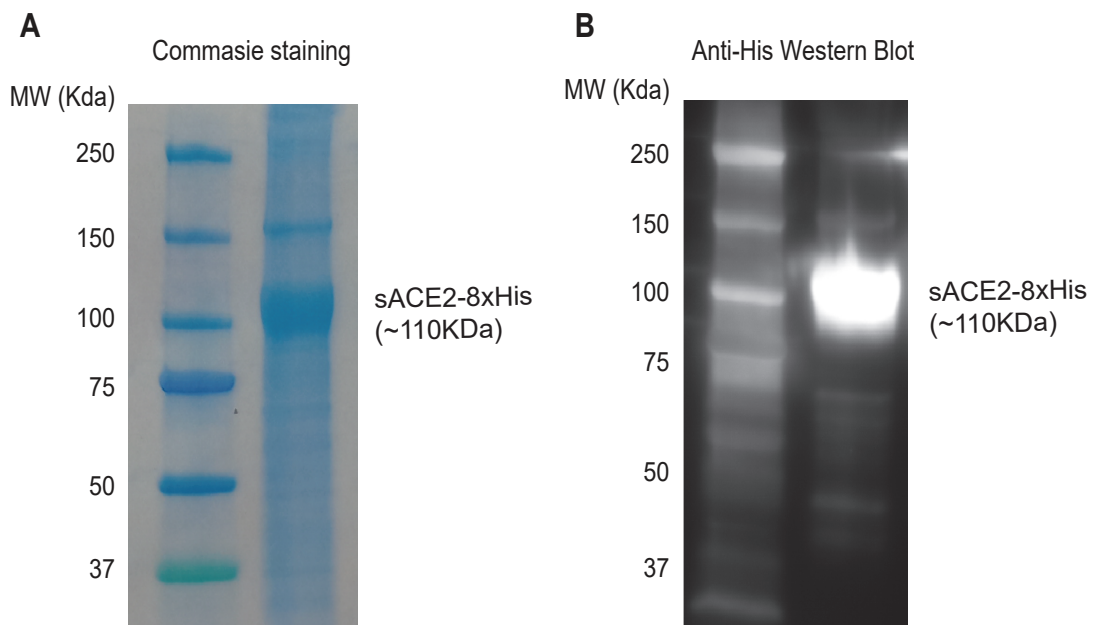 A
Commasie staining
MW (Kda)
250
150
100
75
50
37
sACE2-8xHis
(~110KDa)
B
Anti-His Western Blot
MW (Kda)
250
150
100
75
50
37
sACE2-8xHis
(~110KDa)